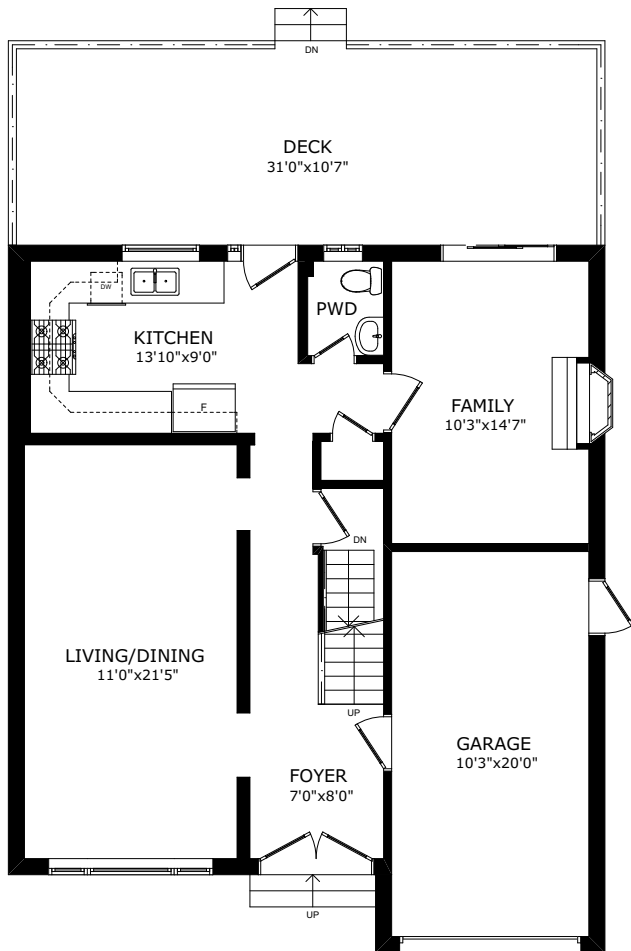 DN
DECK
31'0"x10'7"
DW
PWD
KITCHEN
13'10"x9'0"
FAMILY
10'3"x14'7"
F
DN
LIVING/DINING
11'0"x21'5"
UP
GARAGE
10'3"x20'0"
FOYER
7'0"x8'0"
UP